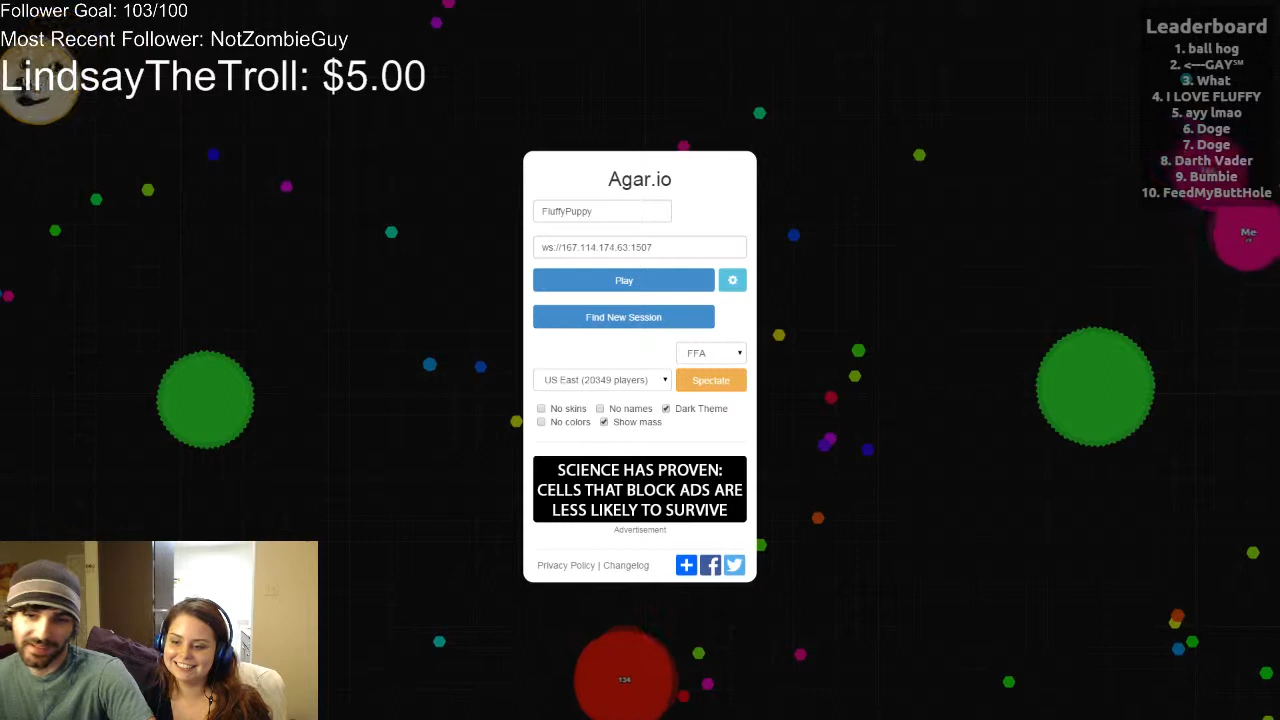 Follower Goal: 103/100
Most Recent Follower: NotZombieGuy
LindsayTheTroll: $5.00
Leaderboard
1. ball hog
2. <---GAY℠
3. What
4. I LOVE FLUFFY
5. ayy lmao
6. Doge
7. Doge
8. Darth Vader
9. Bumbie
10. FeedMyButtHole
Me
Agar.io
FluffyPuppy
ws://167.114.174.63:1507
Play
Find New Session
FFA
US East (20349 players)
Spectate
No skins No names Dark Theme
No colors Show mass
SCIENCE HAS PROVEN:
CELLS THAT BLOCK ADS ARE
LESS LIKELY TO SURVIVE
Advertisement
Privacy Policy | Changelog
134